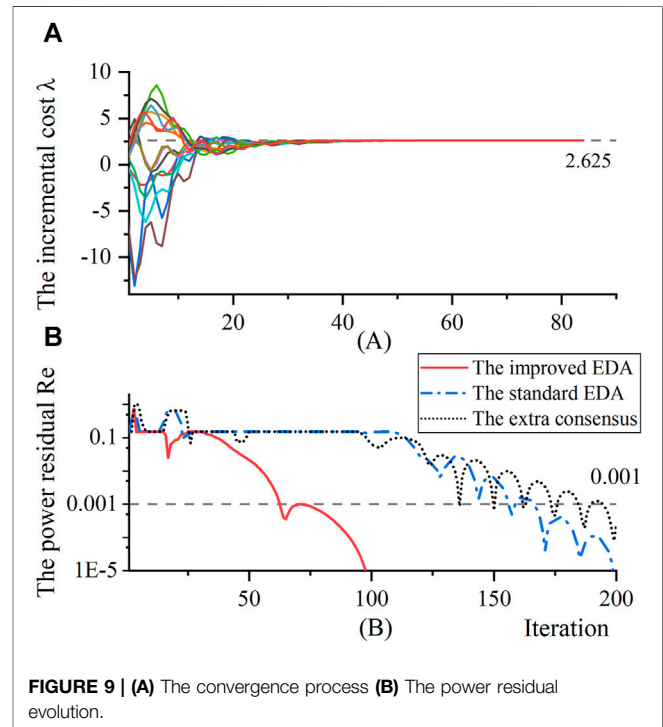 A
The incremental cost λ
10
5
0
-5
-10
2.625
20
40
60
80
(A)
B
The power residual Re
The improved EDA
The standard EDA
The extra consensus
0.1
0.001
1E-5
0.001
50
100
150
200
(B)
Iteration
FIGURE 9 | (A) The convergence process (B) The power residual
evolution.